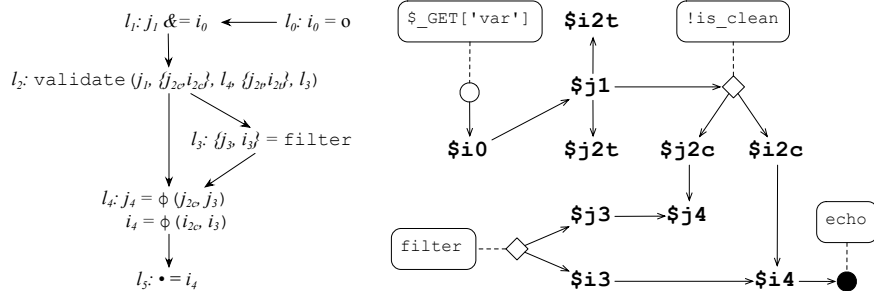 l1: j1 &= i0
l0: i0 = o
l2: validate (j1, {j2c,i2c}, l4, {j2t,i2t}, l3)
l3: {j3, i3} = filter
l4: j4 = ϕ (j2c, j3)
i4 = ϕ (i2c, i3)
l5: • = i4
$_GET['var']
$i2t
!is_clean
$j1
$i0
$j2t
$j2c
$i2c
$j3
$j4
echo
filter
$i3
$i4